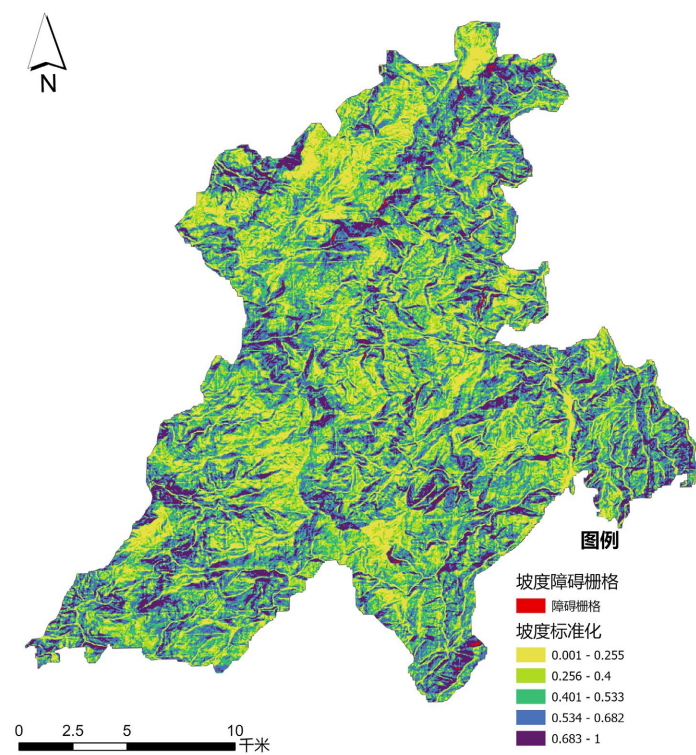 N
图例
坡度障碍栅格
障碍栅格
坡度标准化
0.001 - 0.255
0.256 - 0.4
0.401 - 0.533
0.534 - 0.682
0.683 - 1
0 2.5 5 10
千米